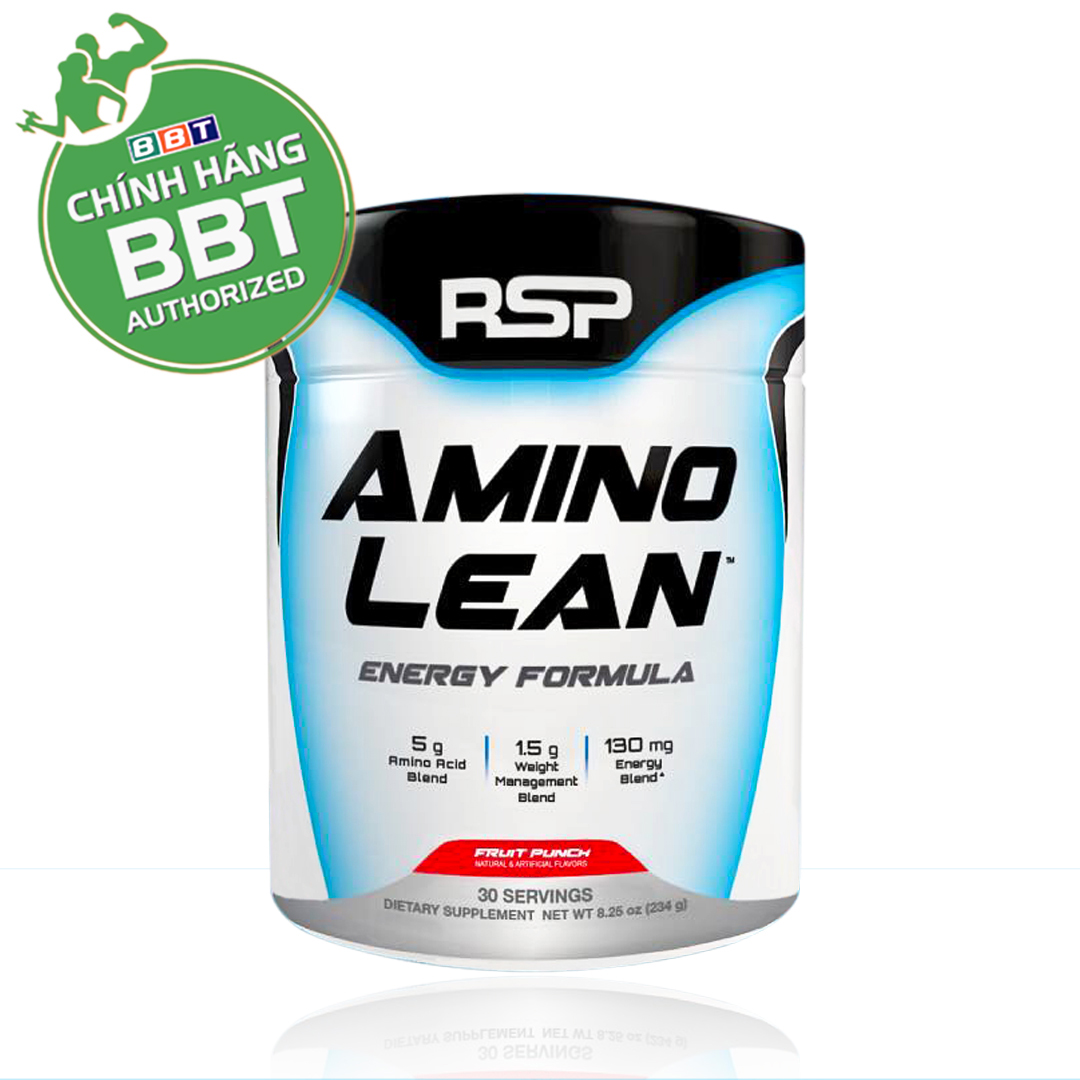 BBT
CHÍNH HÃNG
BBT
AUTHORIZED
RSP
AMINO
LEAN™
ENERGY FORMULA
5 g
Amino Acid
Blend
1.5 g
Weight
Management
Blend
130 mg
Energy
Blend▲
FRUIT PUNCH
NATURAL & ARTIFICIAL FLAVORS
30 SERVINGS
DIETARY SUPPLEMENT NET WT 8.25 oz (234 g)